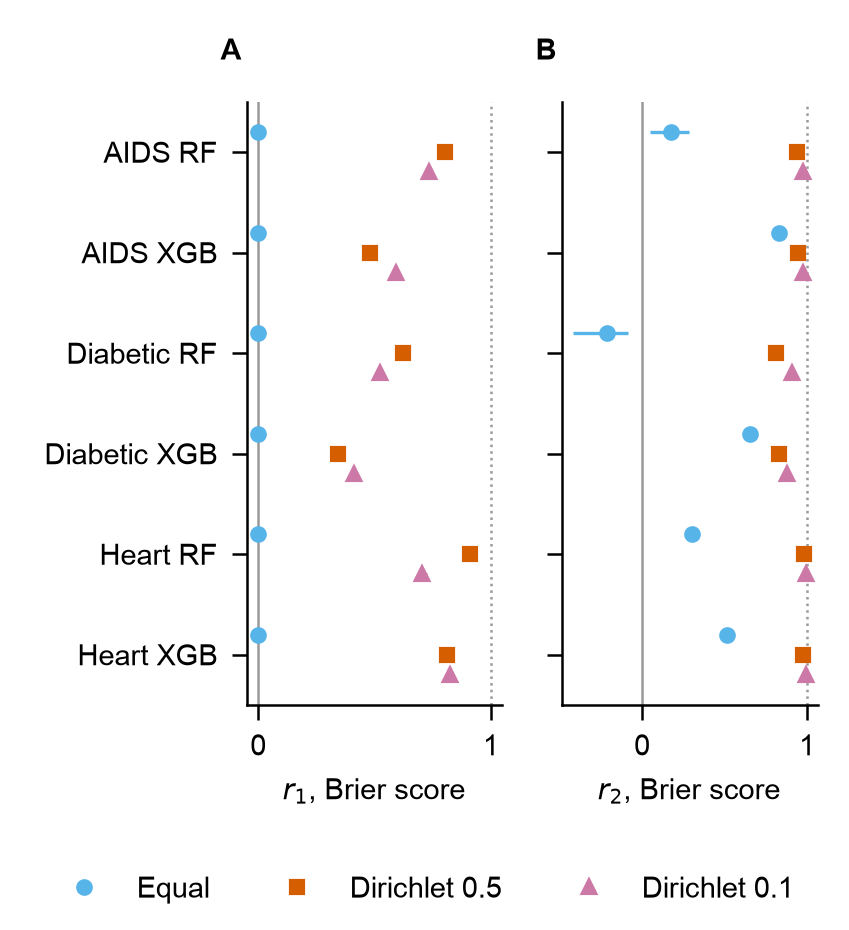 A B
AIDS RF
AIDS XGB
Diabetic RF
Diabetic XGB
Heart RF
Heart XGB
0 1 0 1
r₁, Brier score r₂, Brier score
Equal Dirichlet 0.5 Dirichlet 0.1